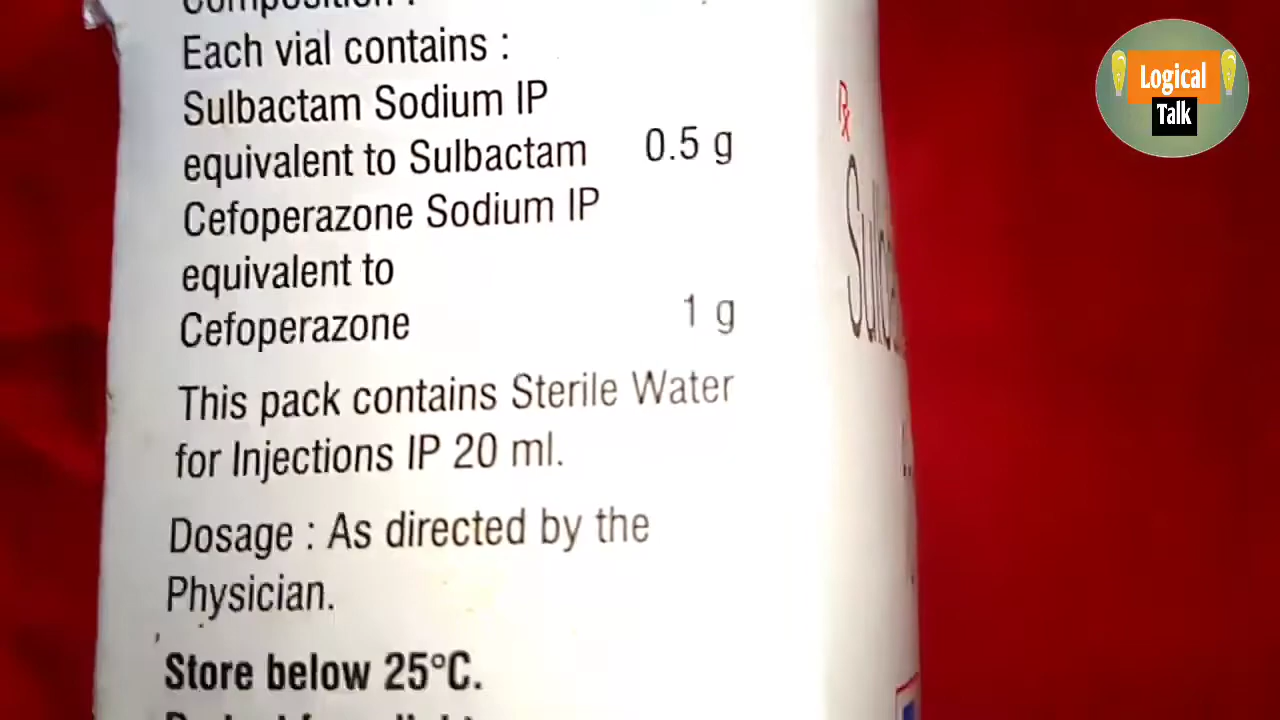 Composition :
Each vial contains :
Sulbactam Sodium IP
equivalent to Sulbactam 0.5 g
Cefoperazone Sodium IP
equivalent to
Cefoperazone 1 g
This pack contains Sterile Water
for Injections IP 20 ml.
Dosage : As directed by the
Physician.
Store below 25°C.
Rx
Logical
Talk